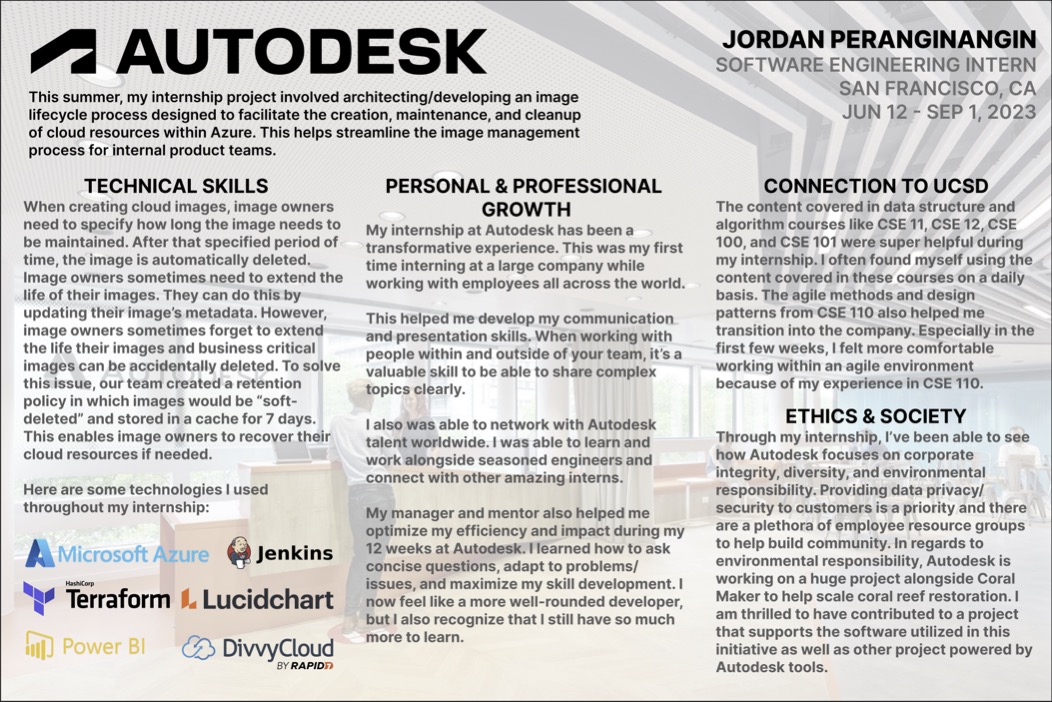 AUTODESK
This summer, my internship project involved architecting/developing an image
lifecycle process designed to facilitate the creation, maintenance, and cleanup
of cloud resources within Azure. This helps streamline the image management
process for internal product teams.
JORDAN PERANGINANGIN
SOFTWARE ENGINEERING INTERN
SAN FRANCISCO, CA
JUN 12 - SEP 1, 2023
TECHNICAL SKILLS
When creating cloud images, image owners
need to specify how long the image needs to
be maintained. After that specified period of
time, the image is automatically deleted.
Image owners sometimes need to extend the
life of their images. They can do this by
updating their image's metadata. However,
image owners sometimes forget to extend
the life their images and business critical
images can be accidentally deleted. To solve
this issue, our team created a retention
policy in which images would be “soft-
deleted” and stored in a cache for 7 days.
This enables image owners to recover their
cloud resources if needed.
Here are some technologies I used
throughout my internship:
Microsoft Azure
Jenkins
HashiCorp
Terraform
Lucidchart
Power BI
DivvyCloud
BY RAPID7
PERSONAL & PROFESSIONAL
GROWTH
My internship at Autodesk has been a
transformative experience. This was my first
time interning at a large company while
working with employees all across the world.
This helped me develop my communication
and presentation skills. When working with
people within and outside of your team, it's a
valuable skill to be able to share complex
topics clearly.
I also was able to network with Autodesk
talent worldwide. I was able to learn and
work alongside seasoned engineers and
connect with other amazing interns.
My manager and mentor also helped me
optimize my efficiency and impact during my
12 weeks at Autodesk. I learned how to ask
concise questions, adapt to problems/
issues, and maximize my skill development. I
now feel like a more well-rounded developer,
but I also recognize that I still have so much
more to learn.
CONNECTION TO UCSD
The content covered in data structure and
algorithm courses like CSE 11, CSE 12, CSE
100, and CSE 101 were super helpful during
my internship. I often found myself using the
content covered in these courses on a daily
basis. The agile methods and design
patterns from CSE 110 also helped me
transition into the company. Especially in the
first few weeks, I felt more comfortable
working within an agile environment
because of my experience in CSE 110.
ETHICS & SOCIETY
Through my internship, I've been able to see
how Autodesk focuses on corporate
integrity, diversity, and environmental
responsibility. Providing data privacy/
security to customers is a priority and there
are a plethora of employee resource groups
to help build community. In regards to
environmental responsibility, Autodesk is
working on a huge project alongside Coral
Maker to help scale coral reef restoration. I
am thrilled to have contributed to a project
that supports the software utilized in this
initiative as well as other project powered by
Autodesk tools.